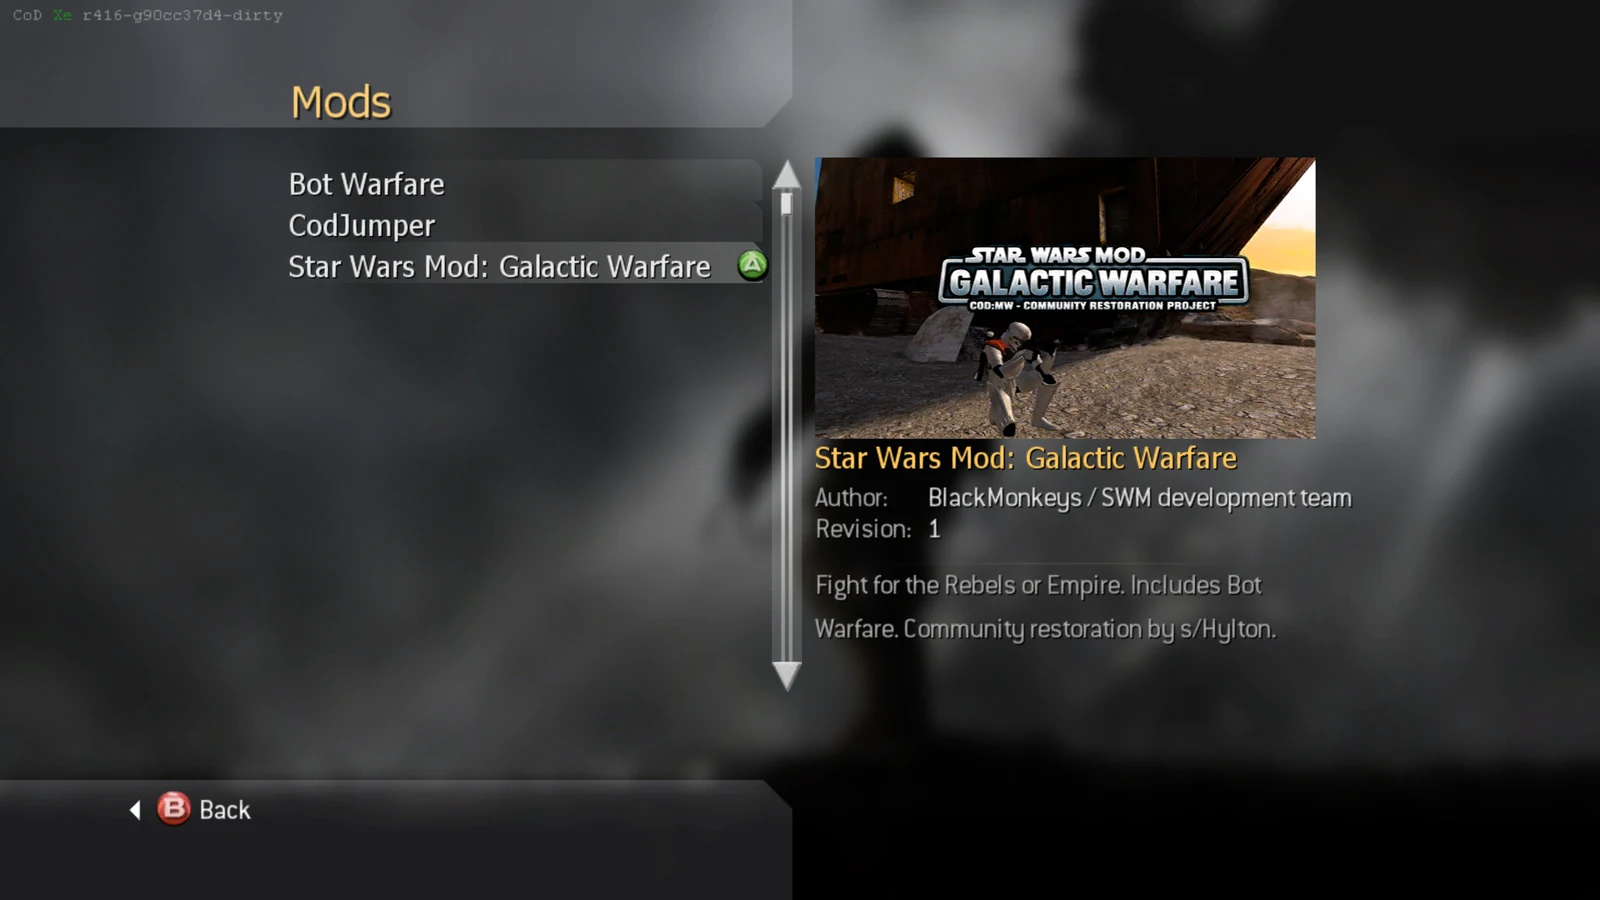 CoD Xe r416-g90cc37d4-dirty
Mods
Bot Warfare
CodJumper
Star Wars Mod: Galactic Warfare A
STAR WARS MOD
GALACTIC WARFARE
COD:MW - COMMUNITY RESTORATION PROJECT
Star Wars Mod: Galactic Warfare
Author: BlackMonkeys / SWM development team
Revision: 1
Fight for the Rebels or Empire. Includes Bot
Warfare. Community restoration by s/Hylton.
B Back